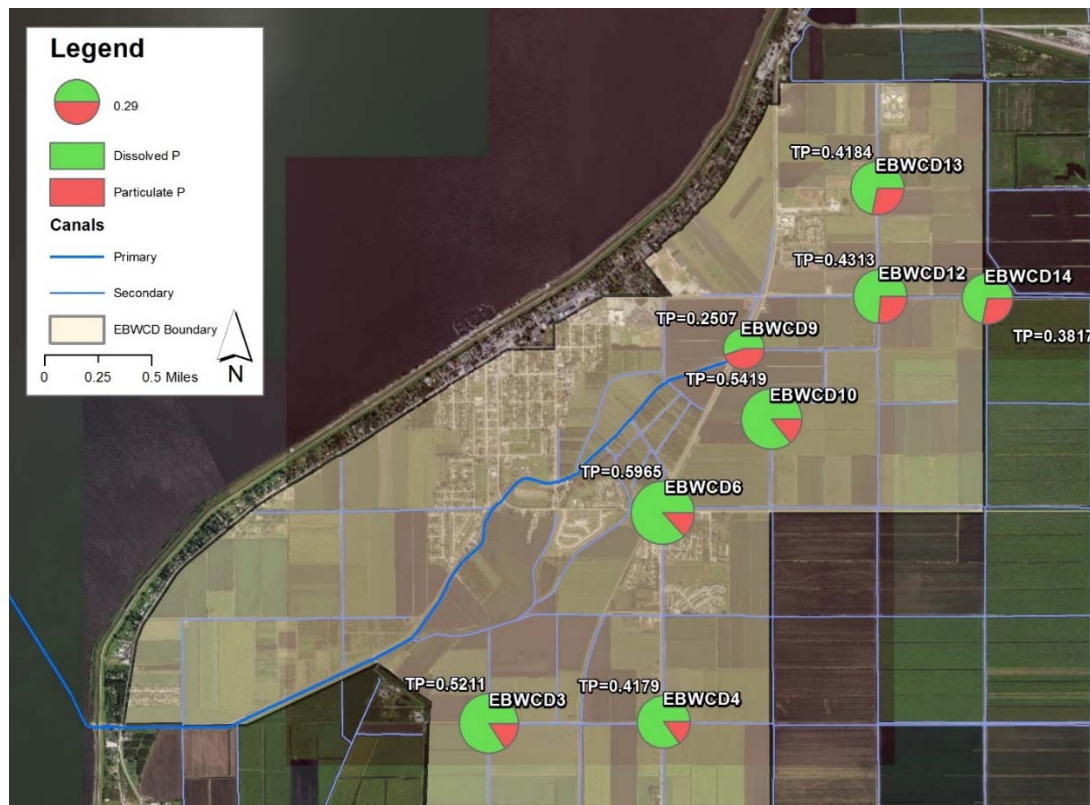 Legend
0.29
Dissolved P
Particulate P
Canals
Primary
Secondary
EBWCD Boundary
0 0.25 0.5 Miles
N
TP=0.4184
EBWCD13
TP=0.4313
EBWCD12
EBWCD14
TP=0.3817
TP=0.2507
EBWCD9
TP=0.5419
EBWCD10
TP=0.5965
EBWCD6
TP=0.5211
EBWCD3
TP=0.4179
EBWCD4